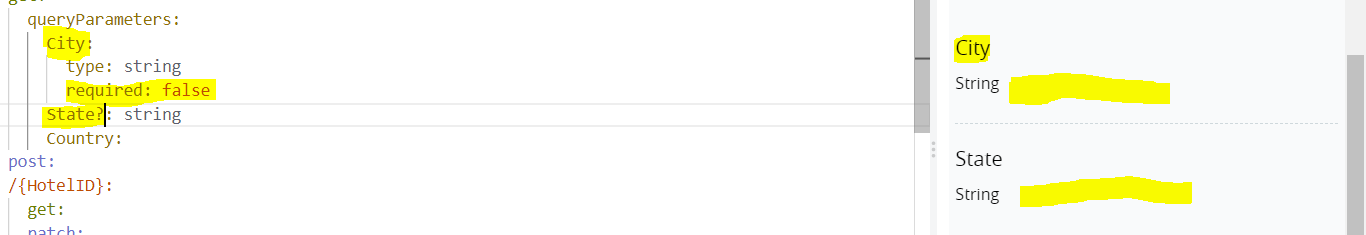 queryParameters:
City:
type: string
required: false
State?: string
Country:
post:
/{HotelID}:
get:
patch:
City
String
State
String